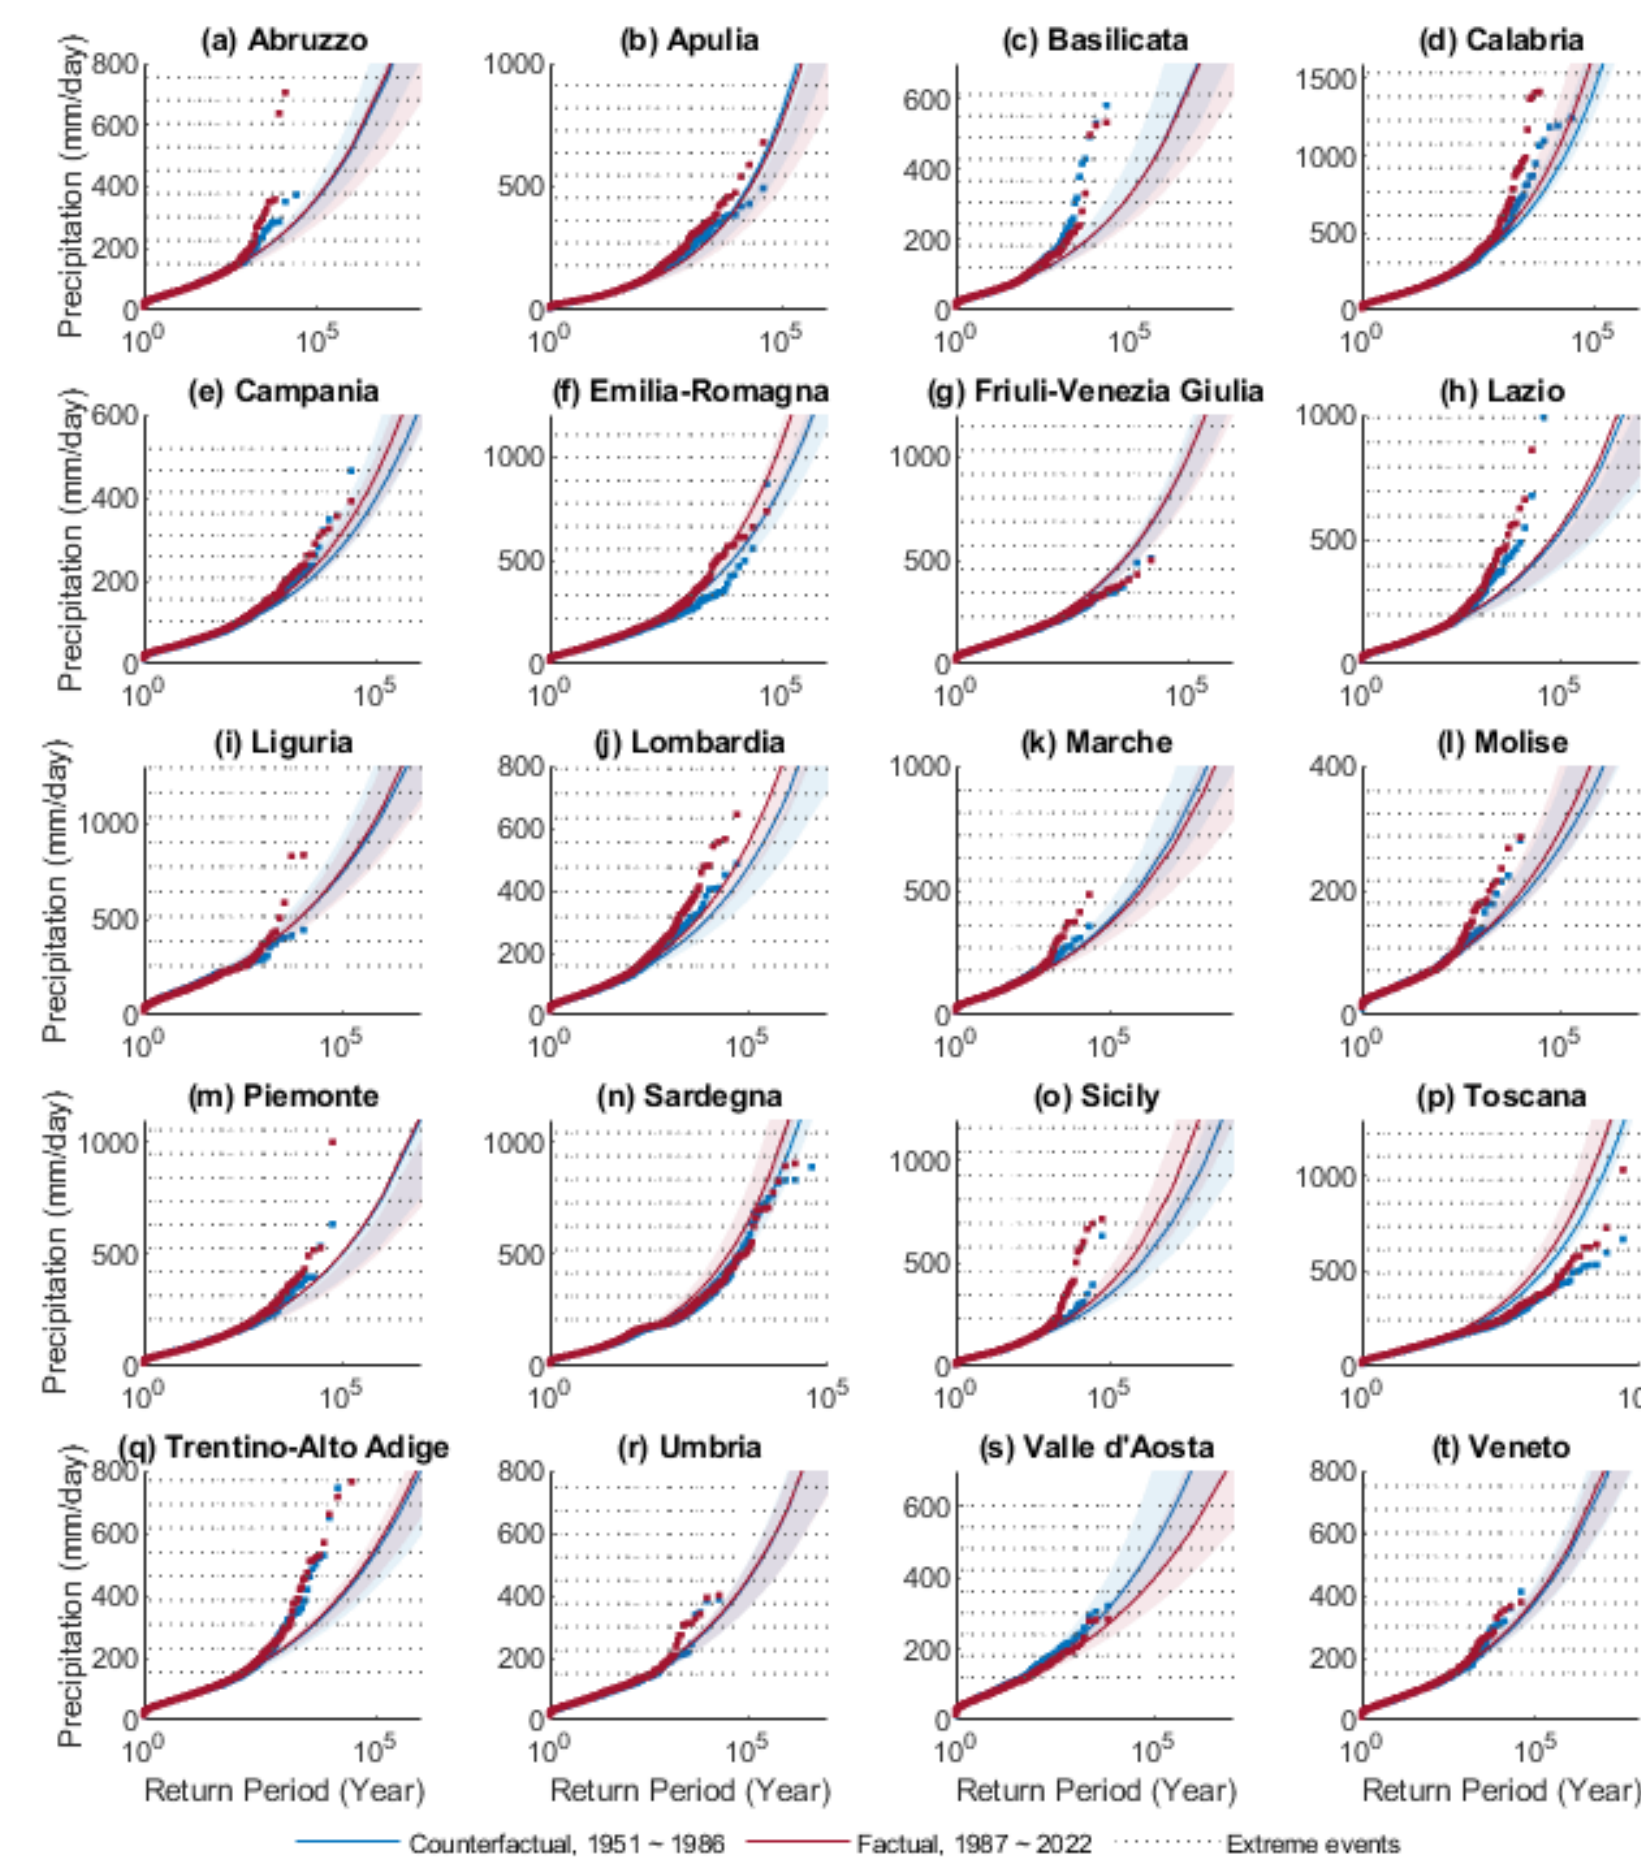 (a) Abruzzo (b) Apulia (c) Basilicata (d) Calabria
Precipitation (mm/day)
800 600 400 200 0
10^0 10^5
1000 500 0
10^0 10^5
600 400 200 0
10^0 10^5
1500 1000 500 0
10^0 10^5
(e) Campania (f) Emilia-Romagna (g) Friuli-Venezia Giulia (h) Lazio
Precipitation (mm/day)
600 400 200 0
10^0 10^5
1000 500 0
10^0 10^5
1000 500 0
10^0 10^5
1000 500 0
10^0 10^5
(i) Liguria (j) Lombardia (k) Marche (l) Molise
Precipitation (mm/day)
1000 500 0
10^0 10^5
800 600 400 200 0
10^0 10^5
1000 500 0
10^0 10^5
400 200 0
10^0 10^5
(m) Piemonte (n) Sardegna (o) Sicily (p) Toscana
Precipitation (mm/day)
1000 500 0
10^0 10^5
1000 500 0
10^0 10^5
1000 500 0
10^0 10^5
1000 500 0
10^0
(q) Trentino-Alto Adige (r) Umbria (s) Valle d'Aosta (t) Veneto
Precipitation (mm/day)
800 600 400 200 0
10^0 10^5
800 600 400 200 0
10^0 10^5
600 400 200 0
10^0 10^5
800 600 400 200 0
10^0 10^5
Return Period (Year) Return Period (Year) Return Period (Year) Return Period (Year)
Counterfactual, 1951 ~ 1986 Factual, 1987 ~ 2022 Extreme events